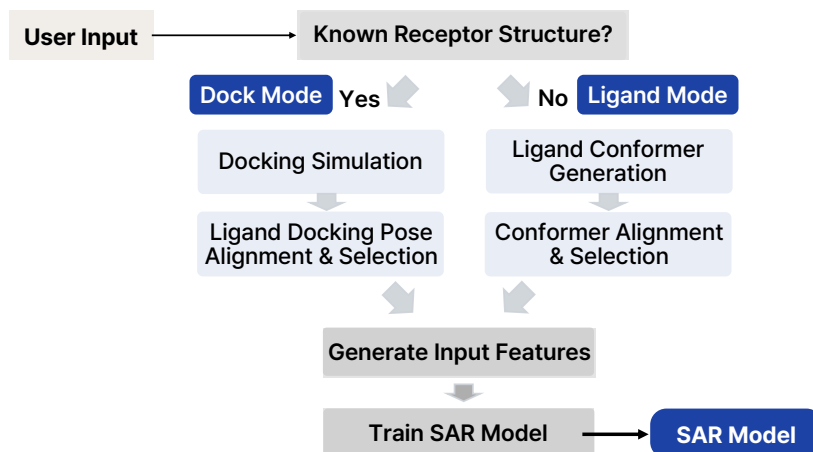 User Input
Known Receptor Structure?
Dock Mode
Yes
No
Ligand Mode
Docking Simulation
Ligand Conformer
Generation
Ligand Docking Pose
Alignment & Selection
Conformer Alignment
& Selection
Generate Input Features
Train SAR Model
SAR Model